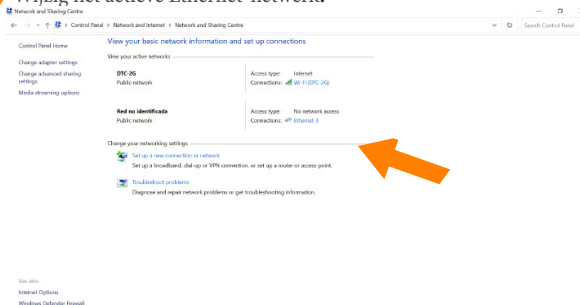 Wijzig het actieve Ethernet-netwerk.
Network and Sharing Centre
Control Panel > Network and Internet > Network and Sharing Centre
Search Control Panel
Control Panel Home
Change adapter settings
Change advanced sharing
settings
Media streaming options
View your basic network information and set up connections
View your active networks
DTC-2G
Public network
Access type: Internet
Connections: Wi-Fi (DTC-2G)
Red no identificada
Public network
Access type: No network access
Connections: Ethernet
Change your networking settings
Set up a new connection or network
Set up a broadband, dial-up or VPN connection, or set up a router or access point.
Troubleshoot problems
Diagnose and repair network problems or get troubleshooting information.
See also
Internet Options
Windows Defender Firewall